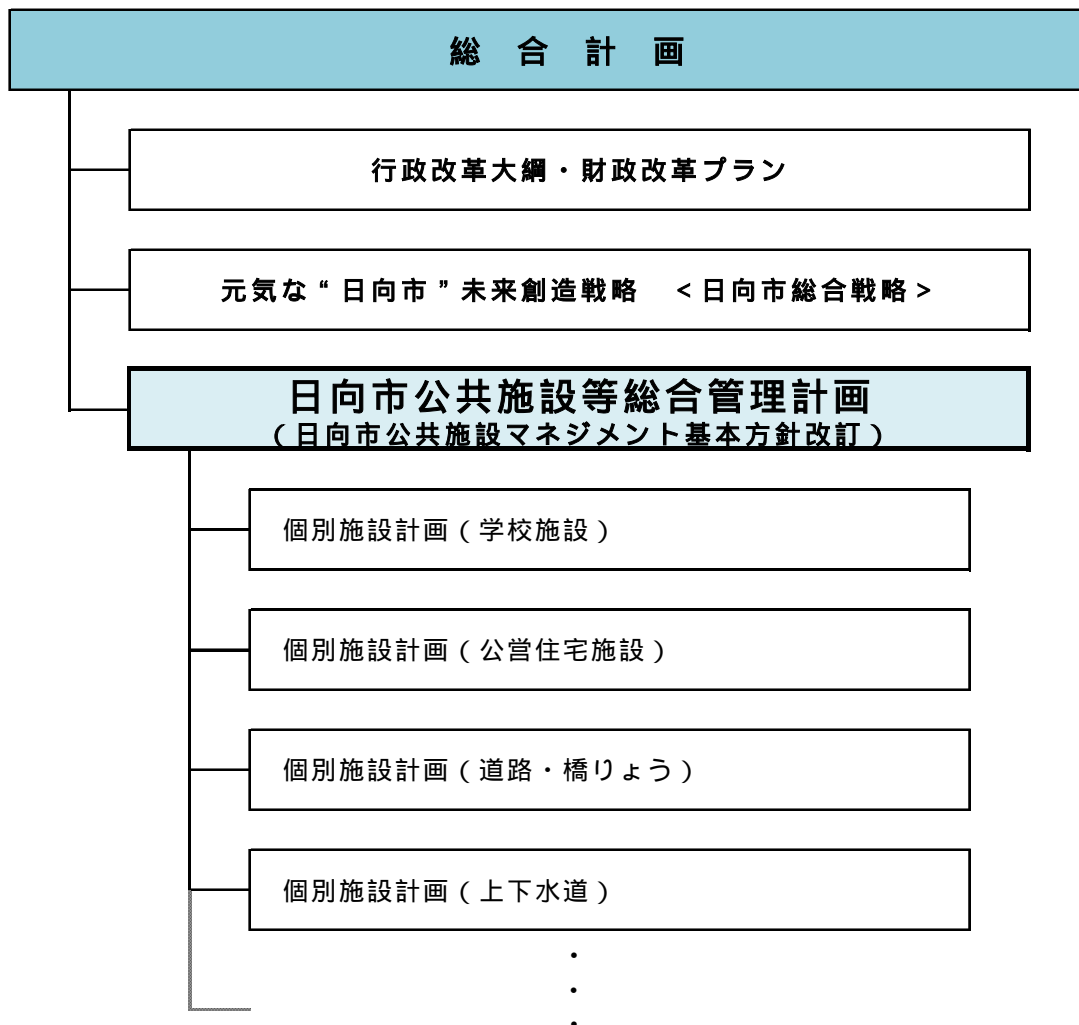 総合計画
行政改革大綱・財政改革プラン
元気な“日向市”未来創造戦略　＜日向市総合戦略＞
日向市公共施設等総合管理計画
（日向市公共施設マネジメント基本方針改訂）
個別施設計画（学校施設）
個別施設計画（公営住宅施設）
個別施設計画（道路・橋りょう）
個別施設計画（上下水道）
・
・
・